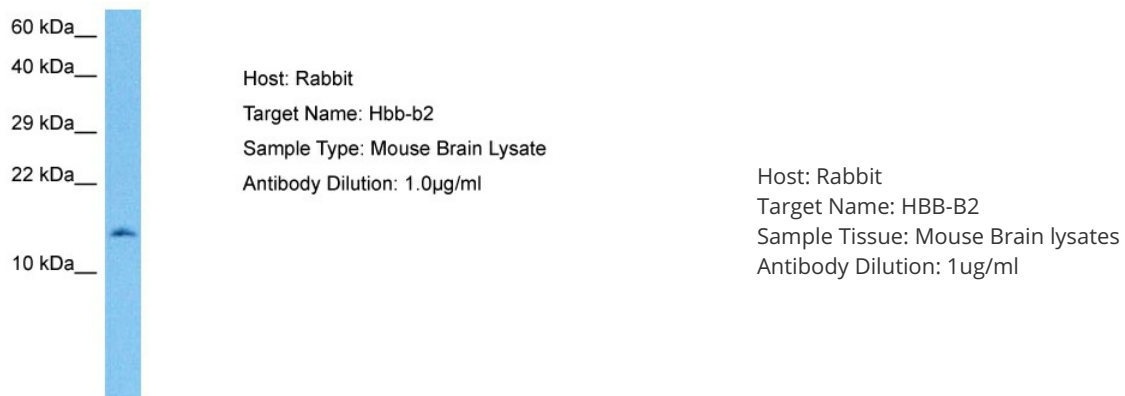 60 kDa__
40 kDa__
29 kDa__
22 kDa__
10 kDa__
Host: Rabbit
Target Name: Hbb-b2
Sample Type: Mouse Brain Lysate
Antibody Dilution: 1.0µg/ml
Host: Rabbit
Target Name: HBB-B2
Sample Tissue: Mouse Brain lysates
Antibody Dilution: 1ug/ml